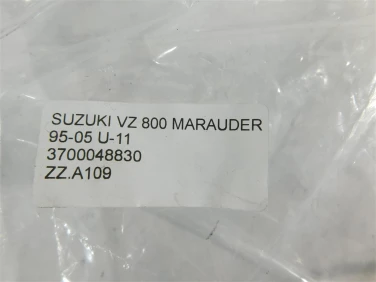 SUZUKI VZ 800 MARAUDER
95-05 U-11
3700048830
ZZ.A109